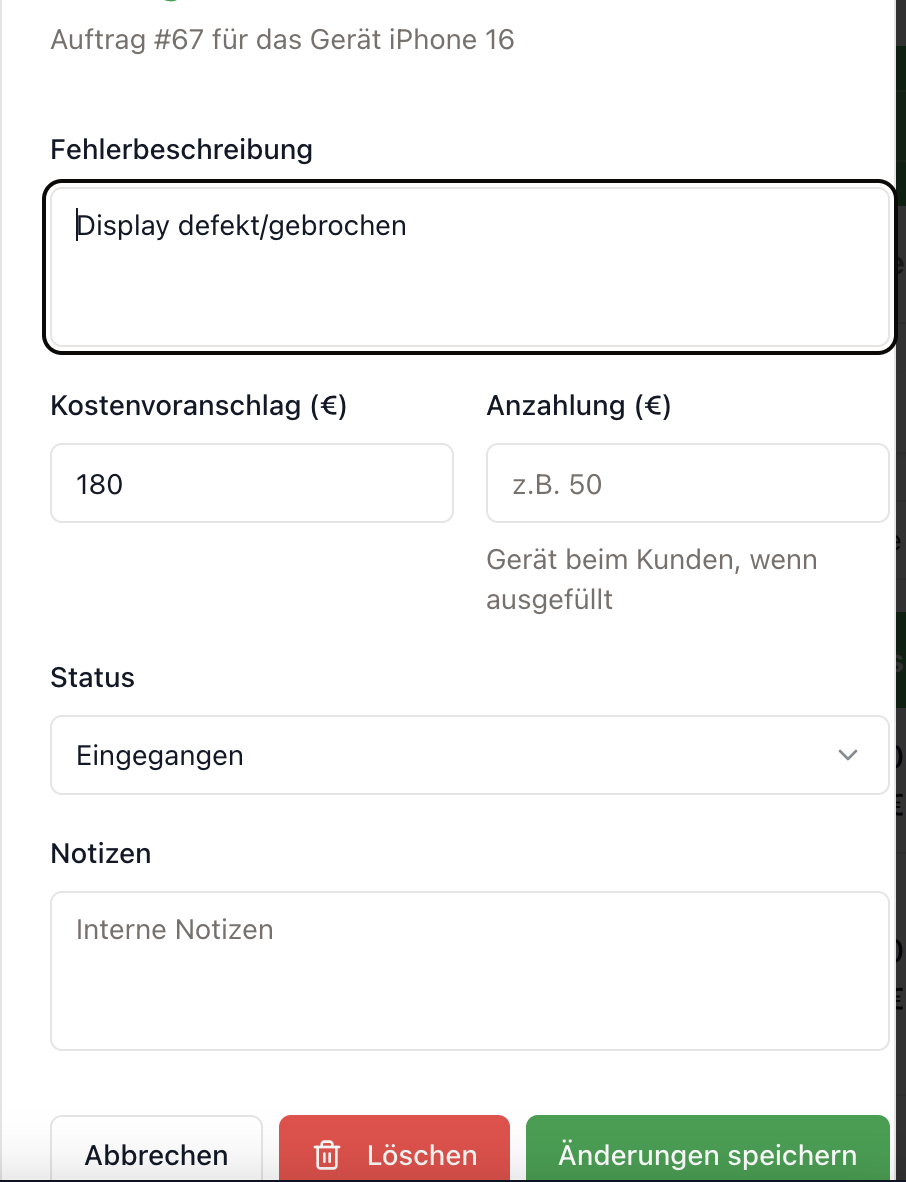 Auftrag #67 für das Gerät iPhone 16
Fehlerbeschreibung
Display defekt/gebrochen
Kostenvoranschlag (€)
Anzahlung (€)
180
z.B. 50
Gerät beim Kunden, wenn
ausgefüllt
Status
Eingegangen
Notizen
Interne Notizen
Abbrechen
Löschen
Änderungen speichern